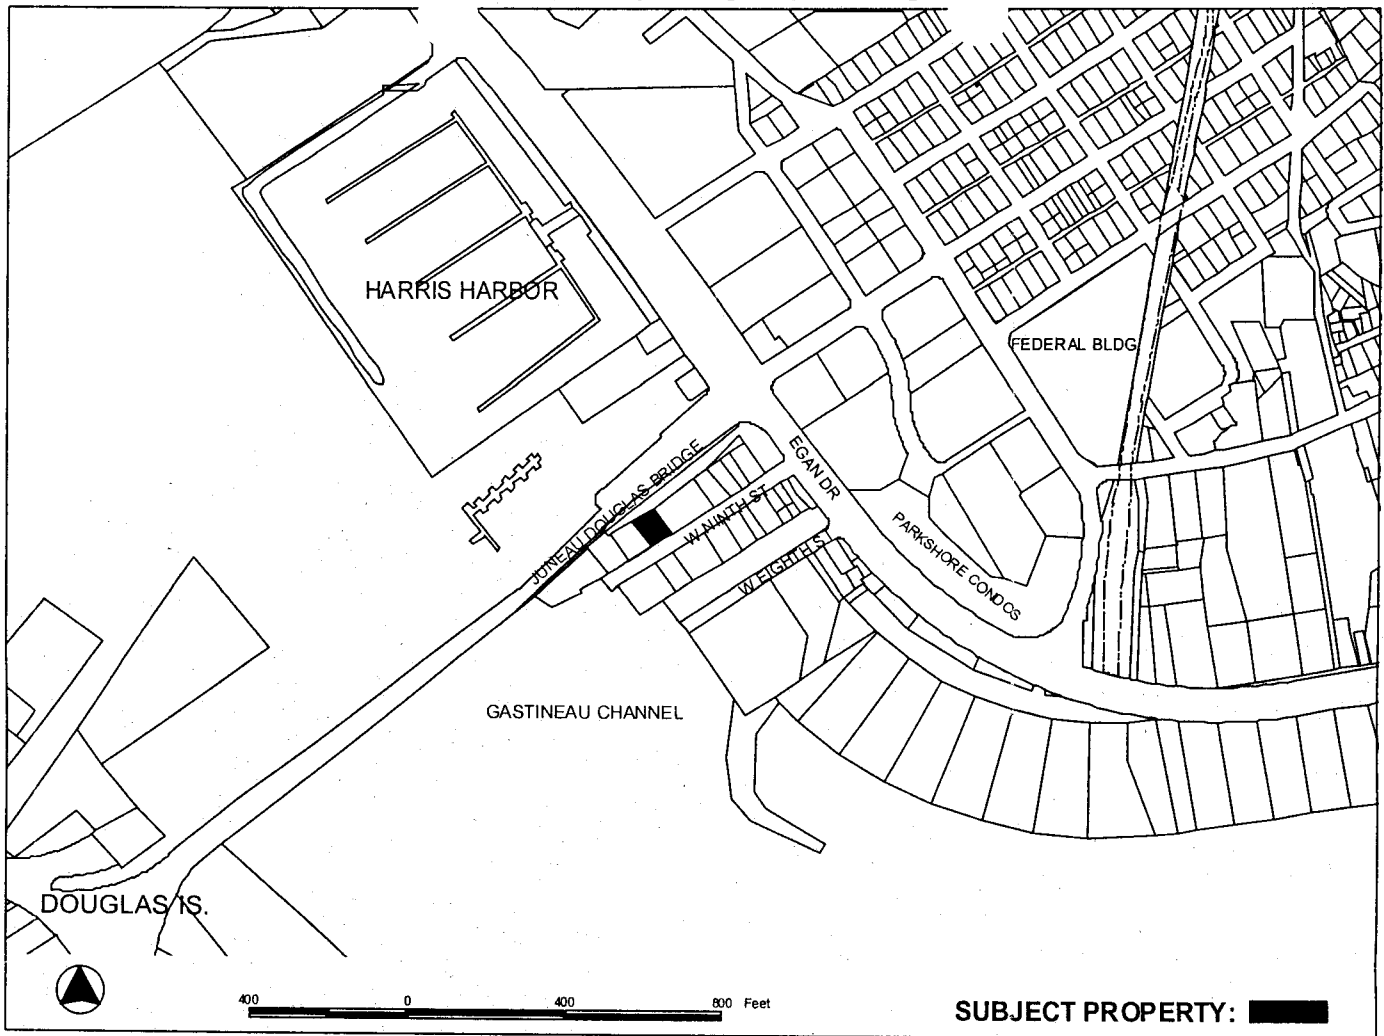 HARRIS HARBOR
FEDERAL BLDG
JUNEAU DOUGLAS BRIDGE
EGAN DR
W NINTH ST
W EIGHTH S
PARKSHORE CONDOS
GASTINEAU CHANNEL
DOUGLAS IS.
400 0 400 800 Feet
SUBJECT PROPERTY: